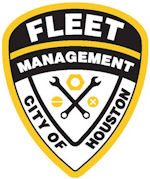 FLEET
MANAGEMENT
CITY OF
HOUSTON